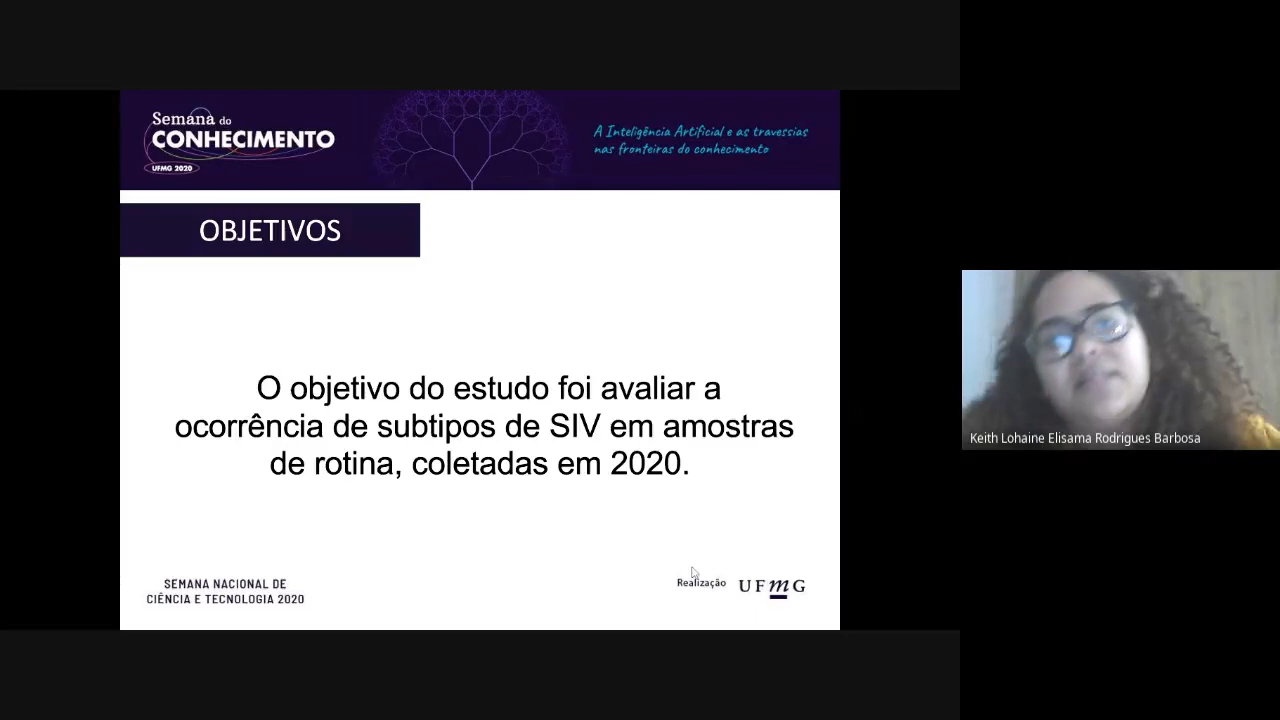 Semana do
CONHECIMENTO
UFMG 2020
A Inteligência Artificial e as travessias
nas fronteiras do conhecimento
OBJETIVOS
O objetivo do estudo foi avaliar a
ocorrência de subtipos de SIV em amostras
de rotina, coletadas em 2020.
SEMANA NACIONAL DE
CIÊNCIA E TECNOLOGIA 2020
Realização
UFmG
Keith Lohaine Elisama Rodrigues Barbosa